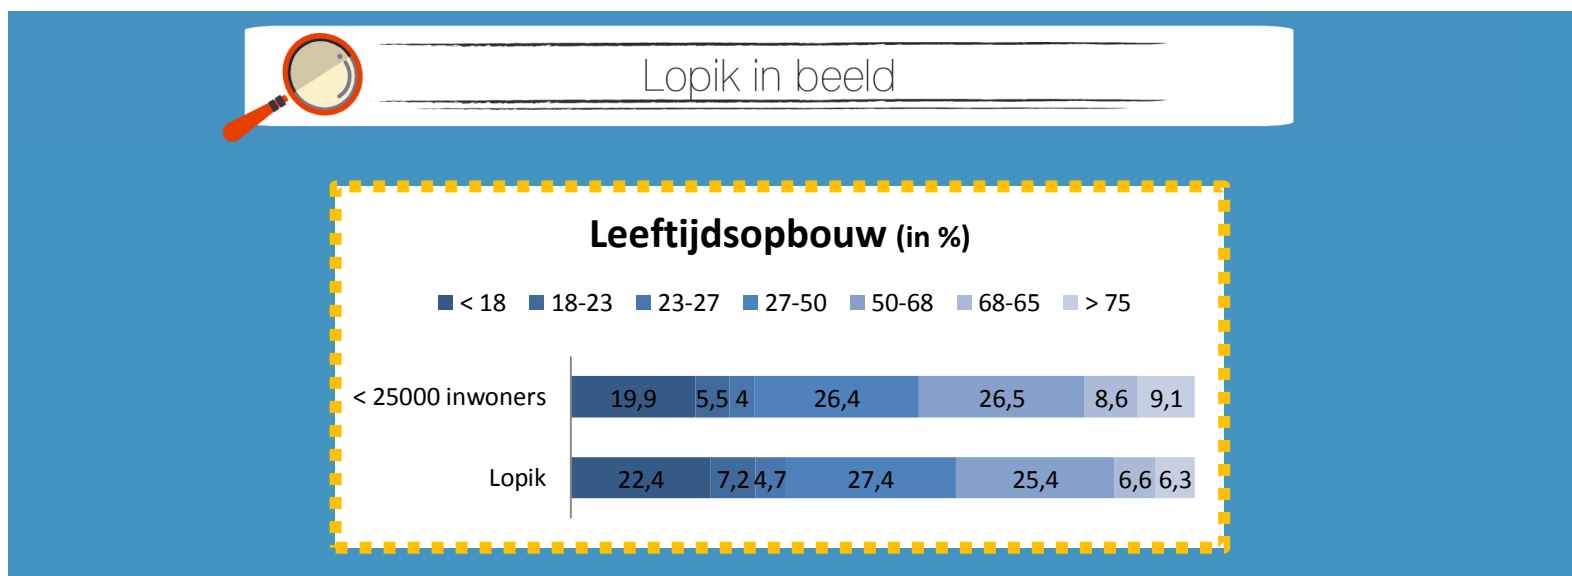 Lopik in beeld
Leeftijdsopbouw (in %)
< 18 18-23 23-27 27-50 50-68 68-65 > 75
< 25000 inwoners 19,9 5,5 4 26,4 26,5 8,6 9,1
Lopik 22,4 7,2 4,7 27,4 25,4 6,6 6,3